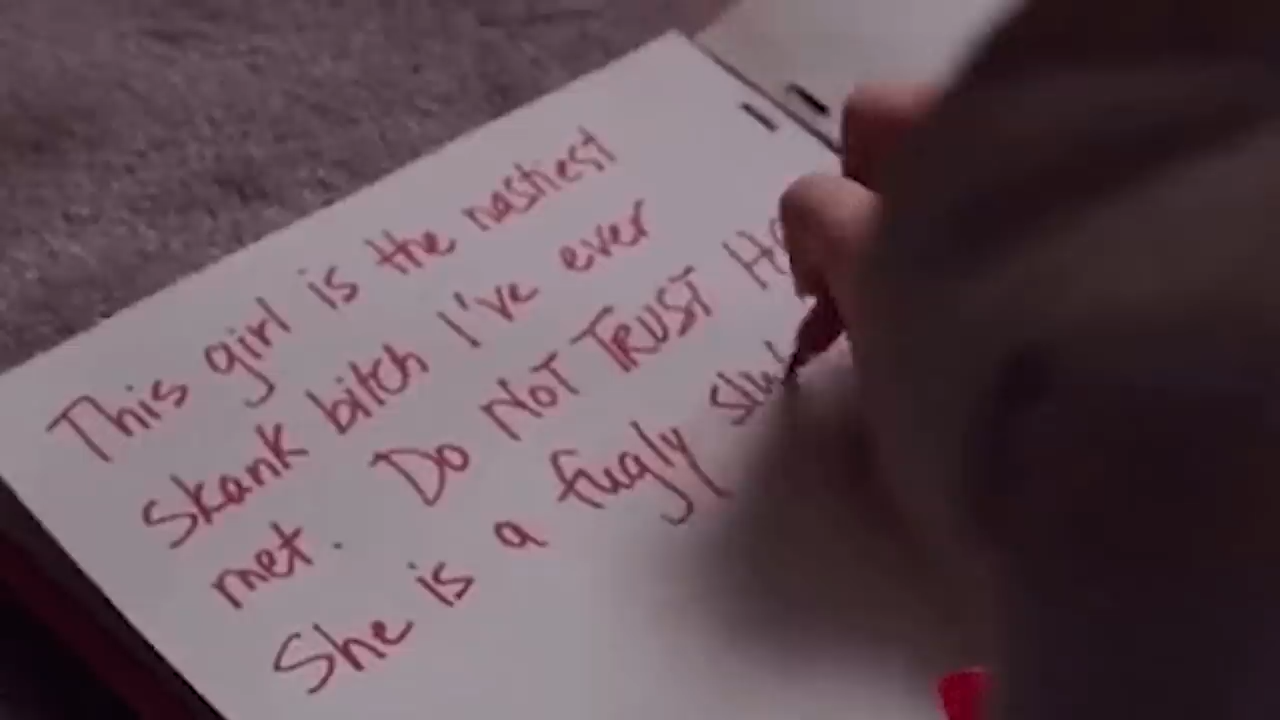 This girl is the nastiest
skank bitch I've ever
met. Do NOT TRUST
She is a fugly